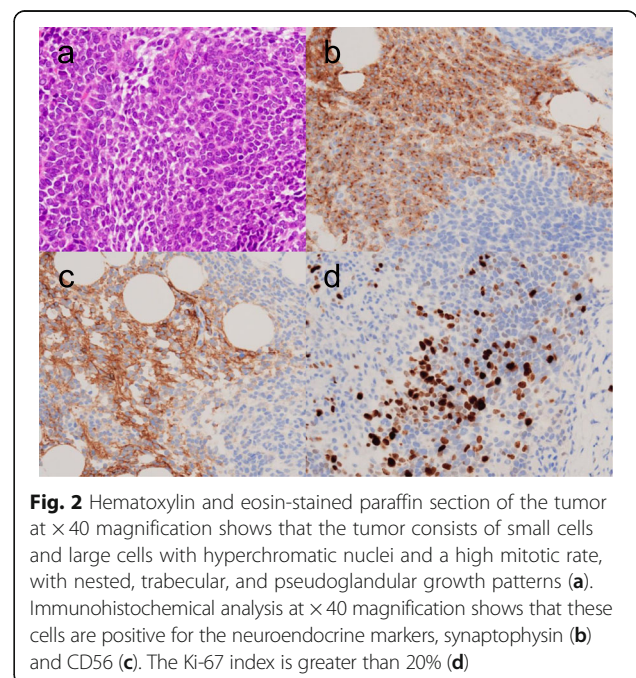 a
b
c
d
Fig. 2 Hematoxylin and eosin-stained paraffin section of the tumor
at × 40 magnification shows that the tumor consists of small cells
and large cells with hyperchromatic nuclei and a high mitotic rate,
with nested, trabecular, and pseudoglandular growth patterns (a).
Immunohistochemical analysis at × 40 magnification shows that these
cells are positive for the neuroendocrine markers, synaptophysin (b)
and CD56 (c). The Ki-67 index is greater than 20% (d)